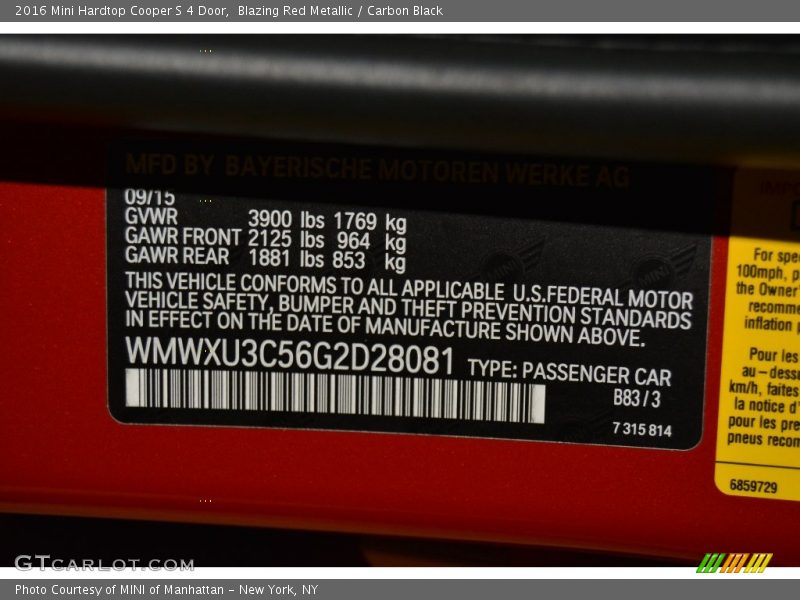 2016 Mini Hardtop Cooper S 4 Door,  Blazing Red Metallic / Carbon Black
MFD BY BAYERISCHE MOTOREN WERKE AG
09/15
GVWR 3900 lbs 1769 kg
GAWR FRONT 2125 lbs 964 kg
GAWR REAR 1881 lbs 853 kg
THIS VEHICLE CONFORMS TO ALL APPLICABLE U.S.FEDERAL MOTOR
VEHICLE SAFETY, BUMPER AND THEFT PREVENTION STANDARDS
IN EFFECT ON THE DATE OF MANUFACTURE SHOWN ABOVE.
WMWXU3C56G2D28081 TYPE: PASSENGER CAR
B83 / 3
7 315 814
For spe
100mph, p
the Owner'
recomme
inflation p
Pour les
au-desse
km/h, faites
la notice d'
pour les pre
pneus recom
6859729
GTCARLOT.COM
Photo Courtesy of MINI of Manhattan - New York, NY